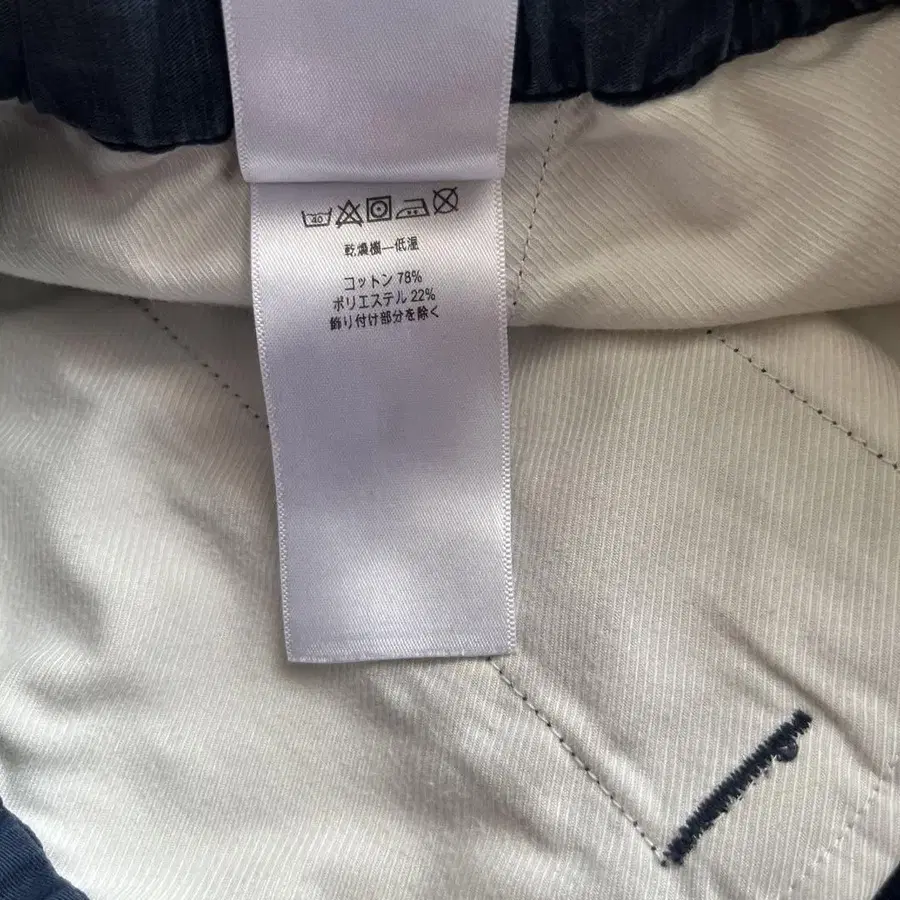 40
乾燥機—低温
コットン 78%
ポリエステル 22%
飾り付け部分を除く